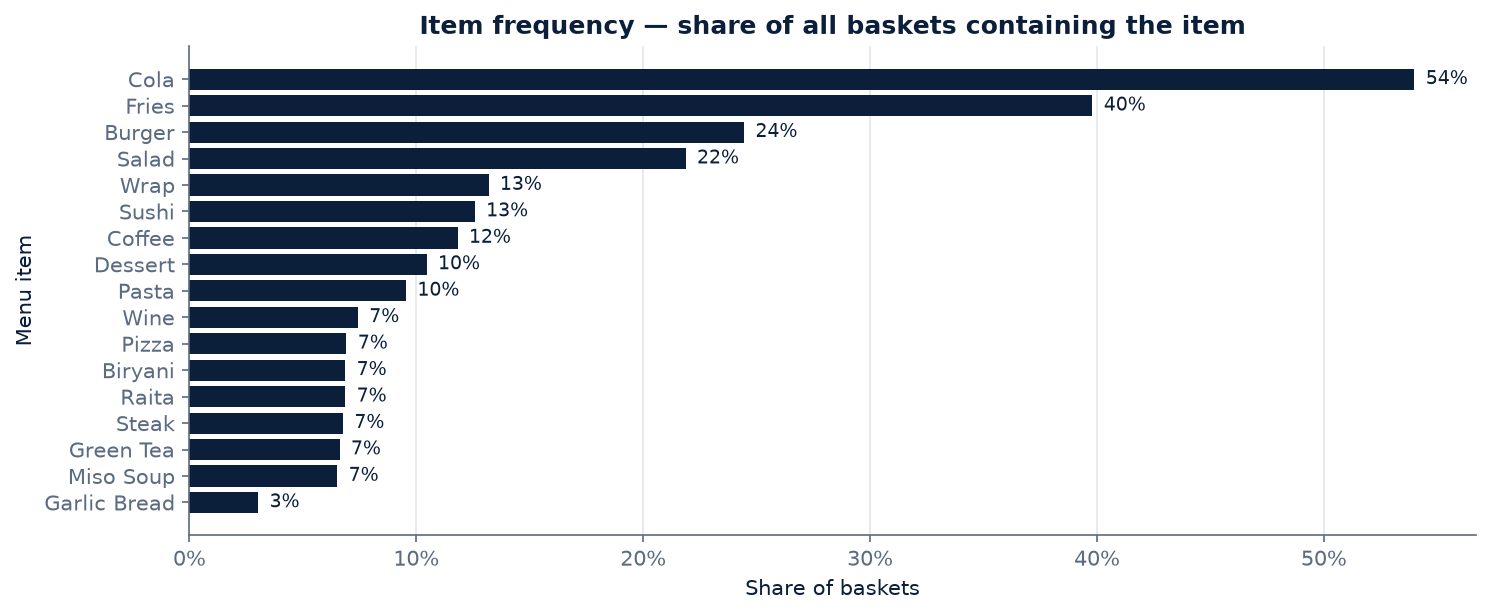 Item frequency — share of all baskets containing the item
Menu item
Cola 54%
Fries 40%
Burger 24%
Salad 22%
Wrap 13%
Sushi 13%
Coffee 12%
Dessert 10%
Pasta 10%
Wine 7%
Pizza 7%
Biryani 7%
Raita 7%
Steak 7%
Green Tea 7%
Miso Soup 7%
Garlic Bread 3%
0% 10% 20% 30% 40% 50%
Share of baskets